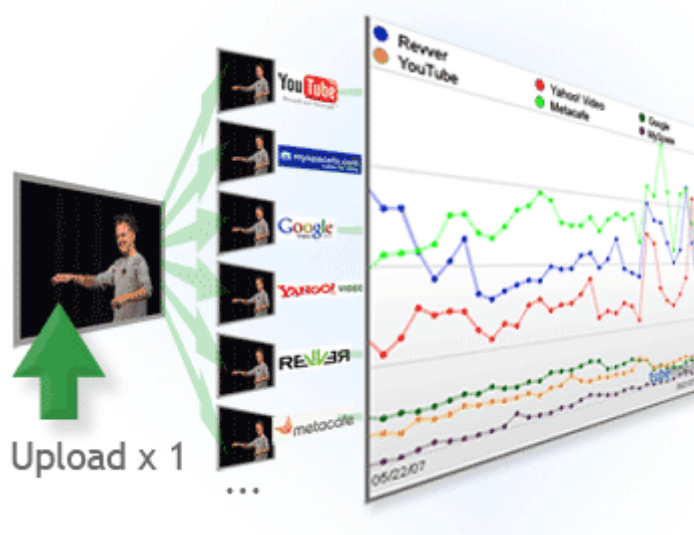 Revver
YouTube
Yahoo! Video
Metacafe
Google
MySpace
YouTube
myspace.com
Google
YAHOO! VIDEO
REVVER
metacafe
Upload x 1
...
05/22/07